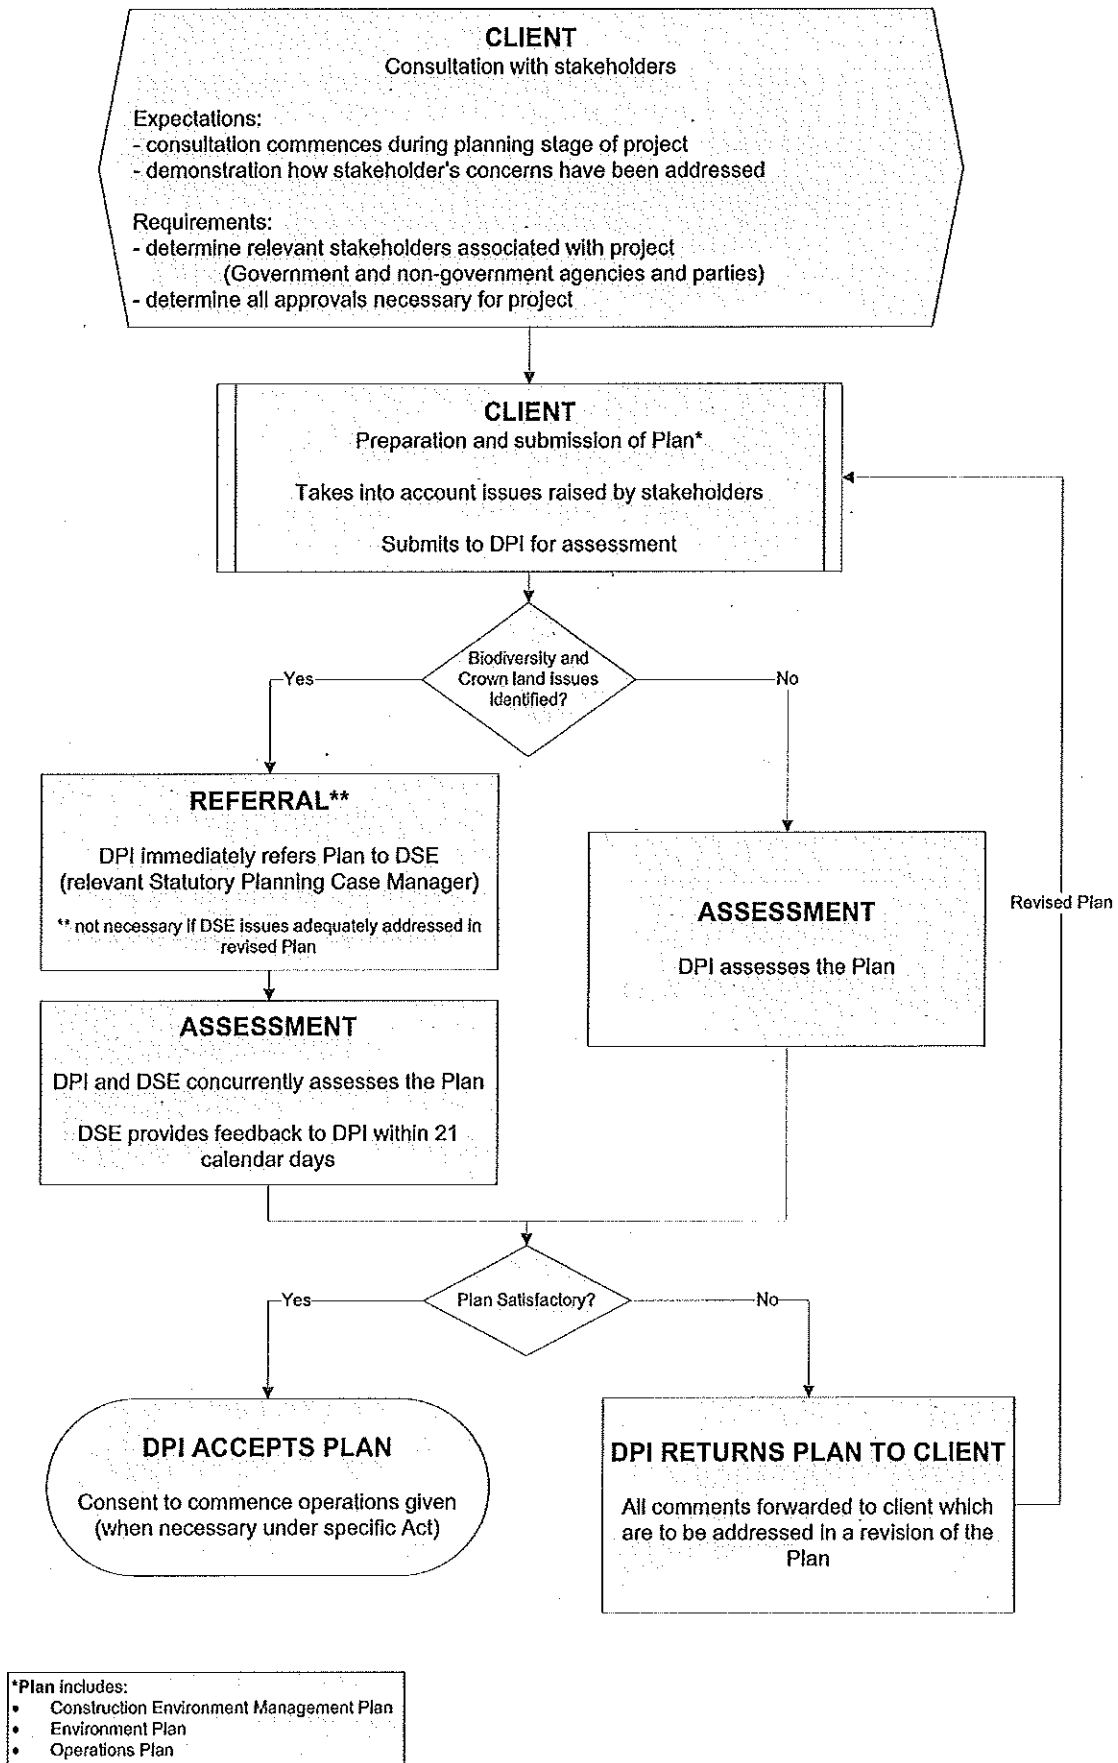 CLIENT
Consultation with stakeholders
Expectations:
- consultation commences during planning stage of project
- demonstration how stakeholder's concerns have been addressed
Requirements:
- determine relevant stakeholders associated with project
(Government and non-government agencies and parties)
- determine all approvals necessary for project
CLIENT
Preparation and submission of Plan*
Takes into account issues raised by stakeholders
Submits to DPI for assessment
Biodiversity and
Crown land issues
Identified?
Yes
No
REFERRAL**
DPI immediately refers Plan to DSE
(relevant Statutory Planning Case Manager)
** not necessary if DSE issues adequately addressed in
revised Plan
ASSESSMENT
DPI assesses the Plan
Revised Plan
ASSESSMENT
DPI and DSE concurrently assesses the Plan
DSE provides feedback to DPI within 21
calendar days
Plan Satisfactory?
Yes
No
DPI ACCEPTS PLAN
Consent to commence operations given
(when necessary under specific Act)
DPI RETURNS PLAN TO CLIENT
All comments forwarded to client which
are to be addressed in a revision of the
Plan
*Plan includes:
• Construction Environment Management Plan
• Environment Plan
• Operations Plan